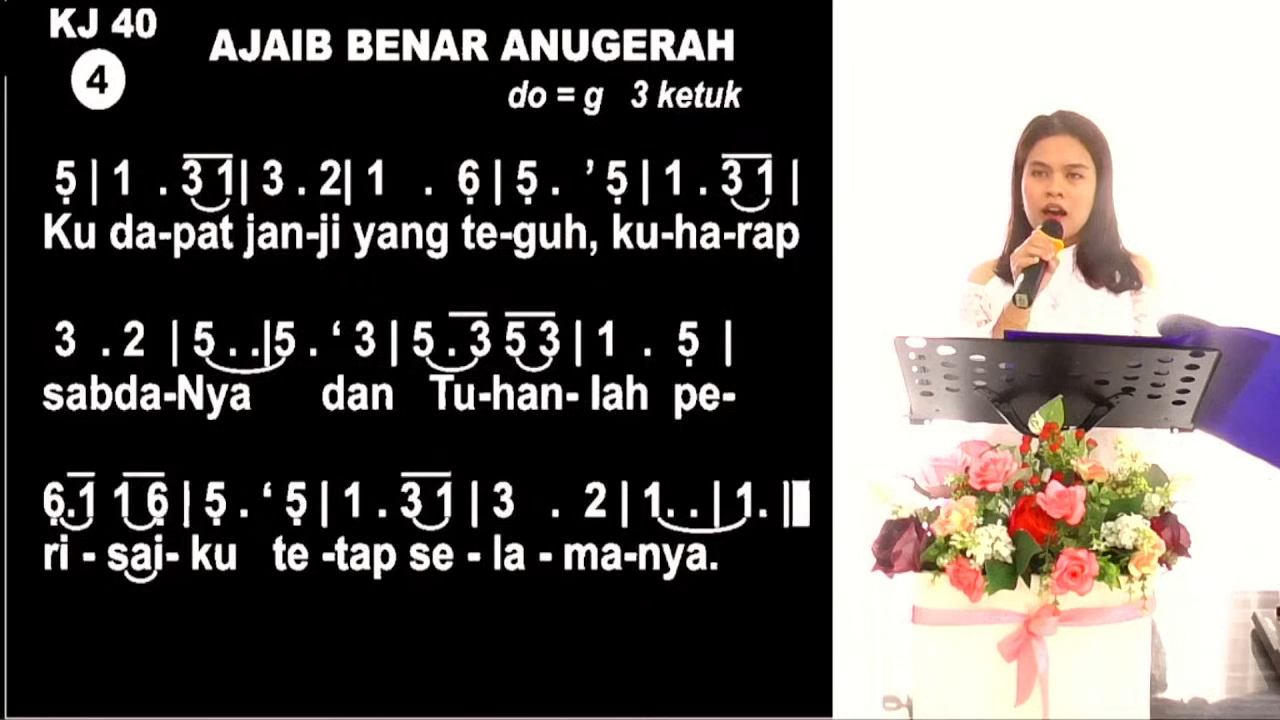 KJ 40
4
AJAIB BENAR ANUGERAH
do = g 3 ketuk
5̣ | 1 . 3 1 | 3 . 2 | 1 . 6̣ | 5̣ . ’ 5̣ | 1 . 3 1 |
Ku da-pat jan-ji yang te-guh, ku-ha-rap
3 . 2 | 5 . . | 5 . ‘ 3 | 5 . 3 5 3 | 1 . 5̣ |
sabda-Nya dan Tu-han- lah pe-
6̣ . 1 1 6̣ | 5̣ . ‘ 5̣ | 1 . 3 1 | 3 . 2 | 1 . . | 1 . ||
ri - sai- ku te -tap se - la - ma-nya.